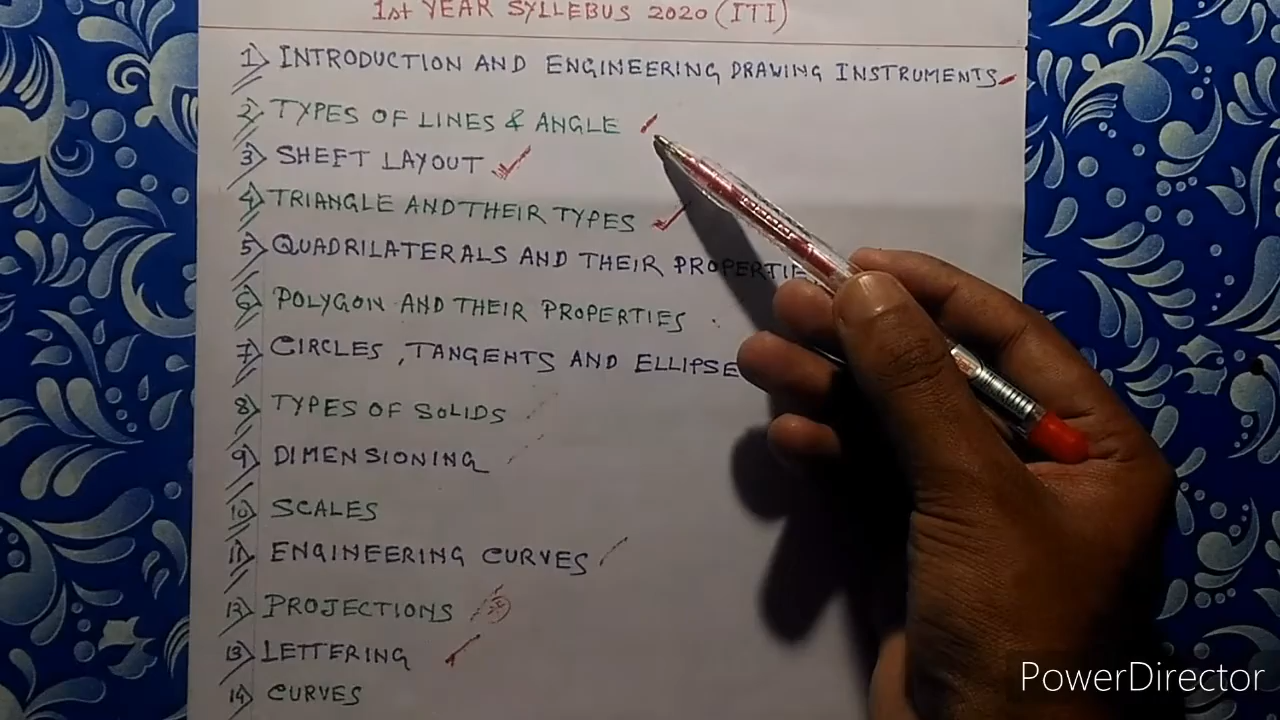 1st YEAR SYLLEBUS 2020 (ITI)
1) INTRODUCTION AND ENGINEERING DRAWING INSTRUMENTS
2) TYPES OF LINES & ANGLE
3) SHEET LAYOUT
4) TRIANGLE AND THEIR TYPES
5) QUADRILATERALS AND THEIR PROPERTIE
6) POLYGON AND THEIR PROPERTIES
7) CIRCLES, TANGENTS AND ELLIPSE
8) TYPES OF SOLIDS
9) DIMENSIONING
10) SCALES
11) ENGINEERING CURVES
12) PROJECTIONS
13) LETTERING
14) CURVES
PowerDirector